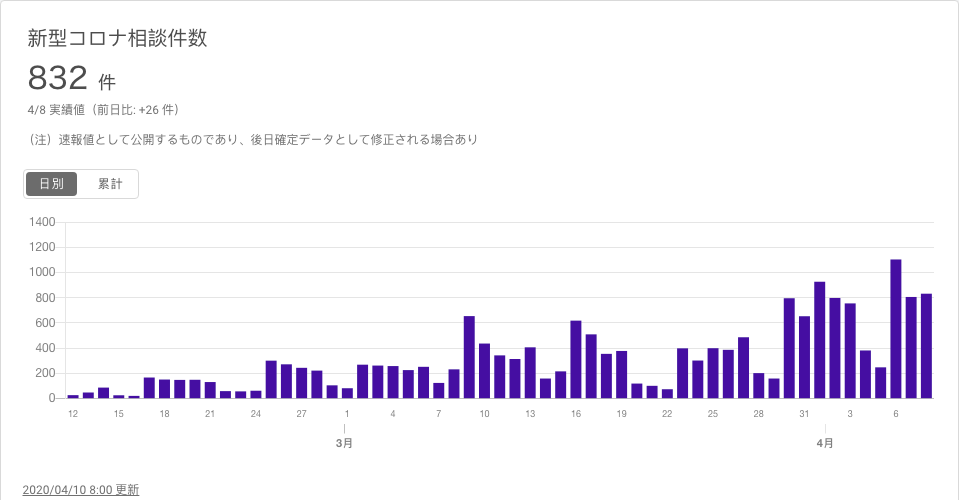 新型コロナ相談件数
832 件
4/8 実績値（前日比: +26 件）
（注）速報値として公開するものであり、後日確定データとして修正される場合あり
日別 累計
1400
1200
1000
800
600
400
200
0
12 15 18 21 24 27 1 4 7 10 13 16 19 22 25 28 31 3 6
3月 4月
2020/04/10 8:00 更新